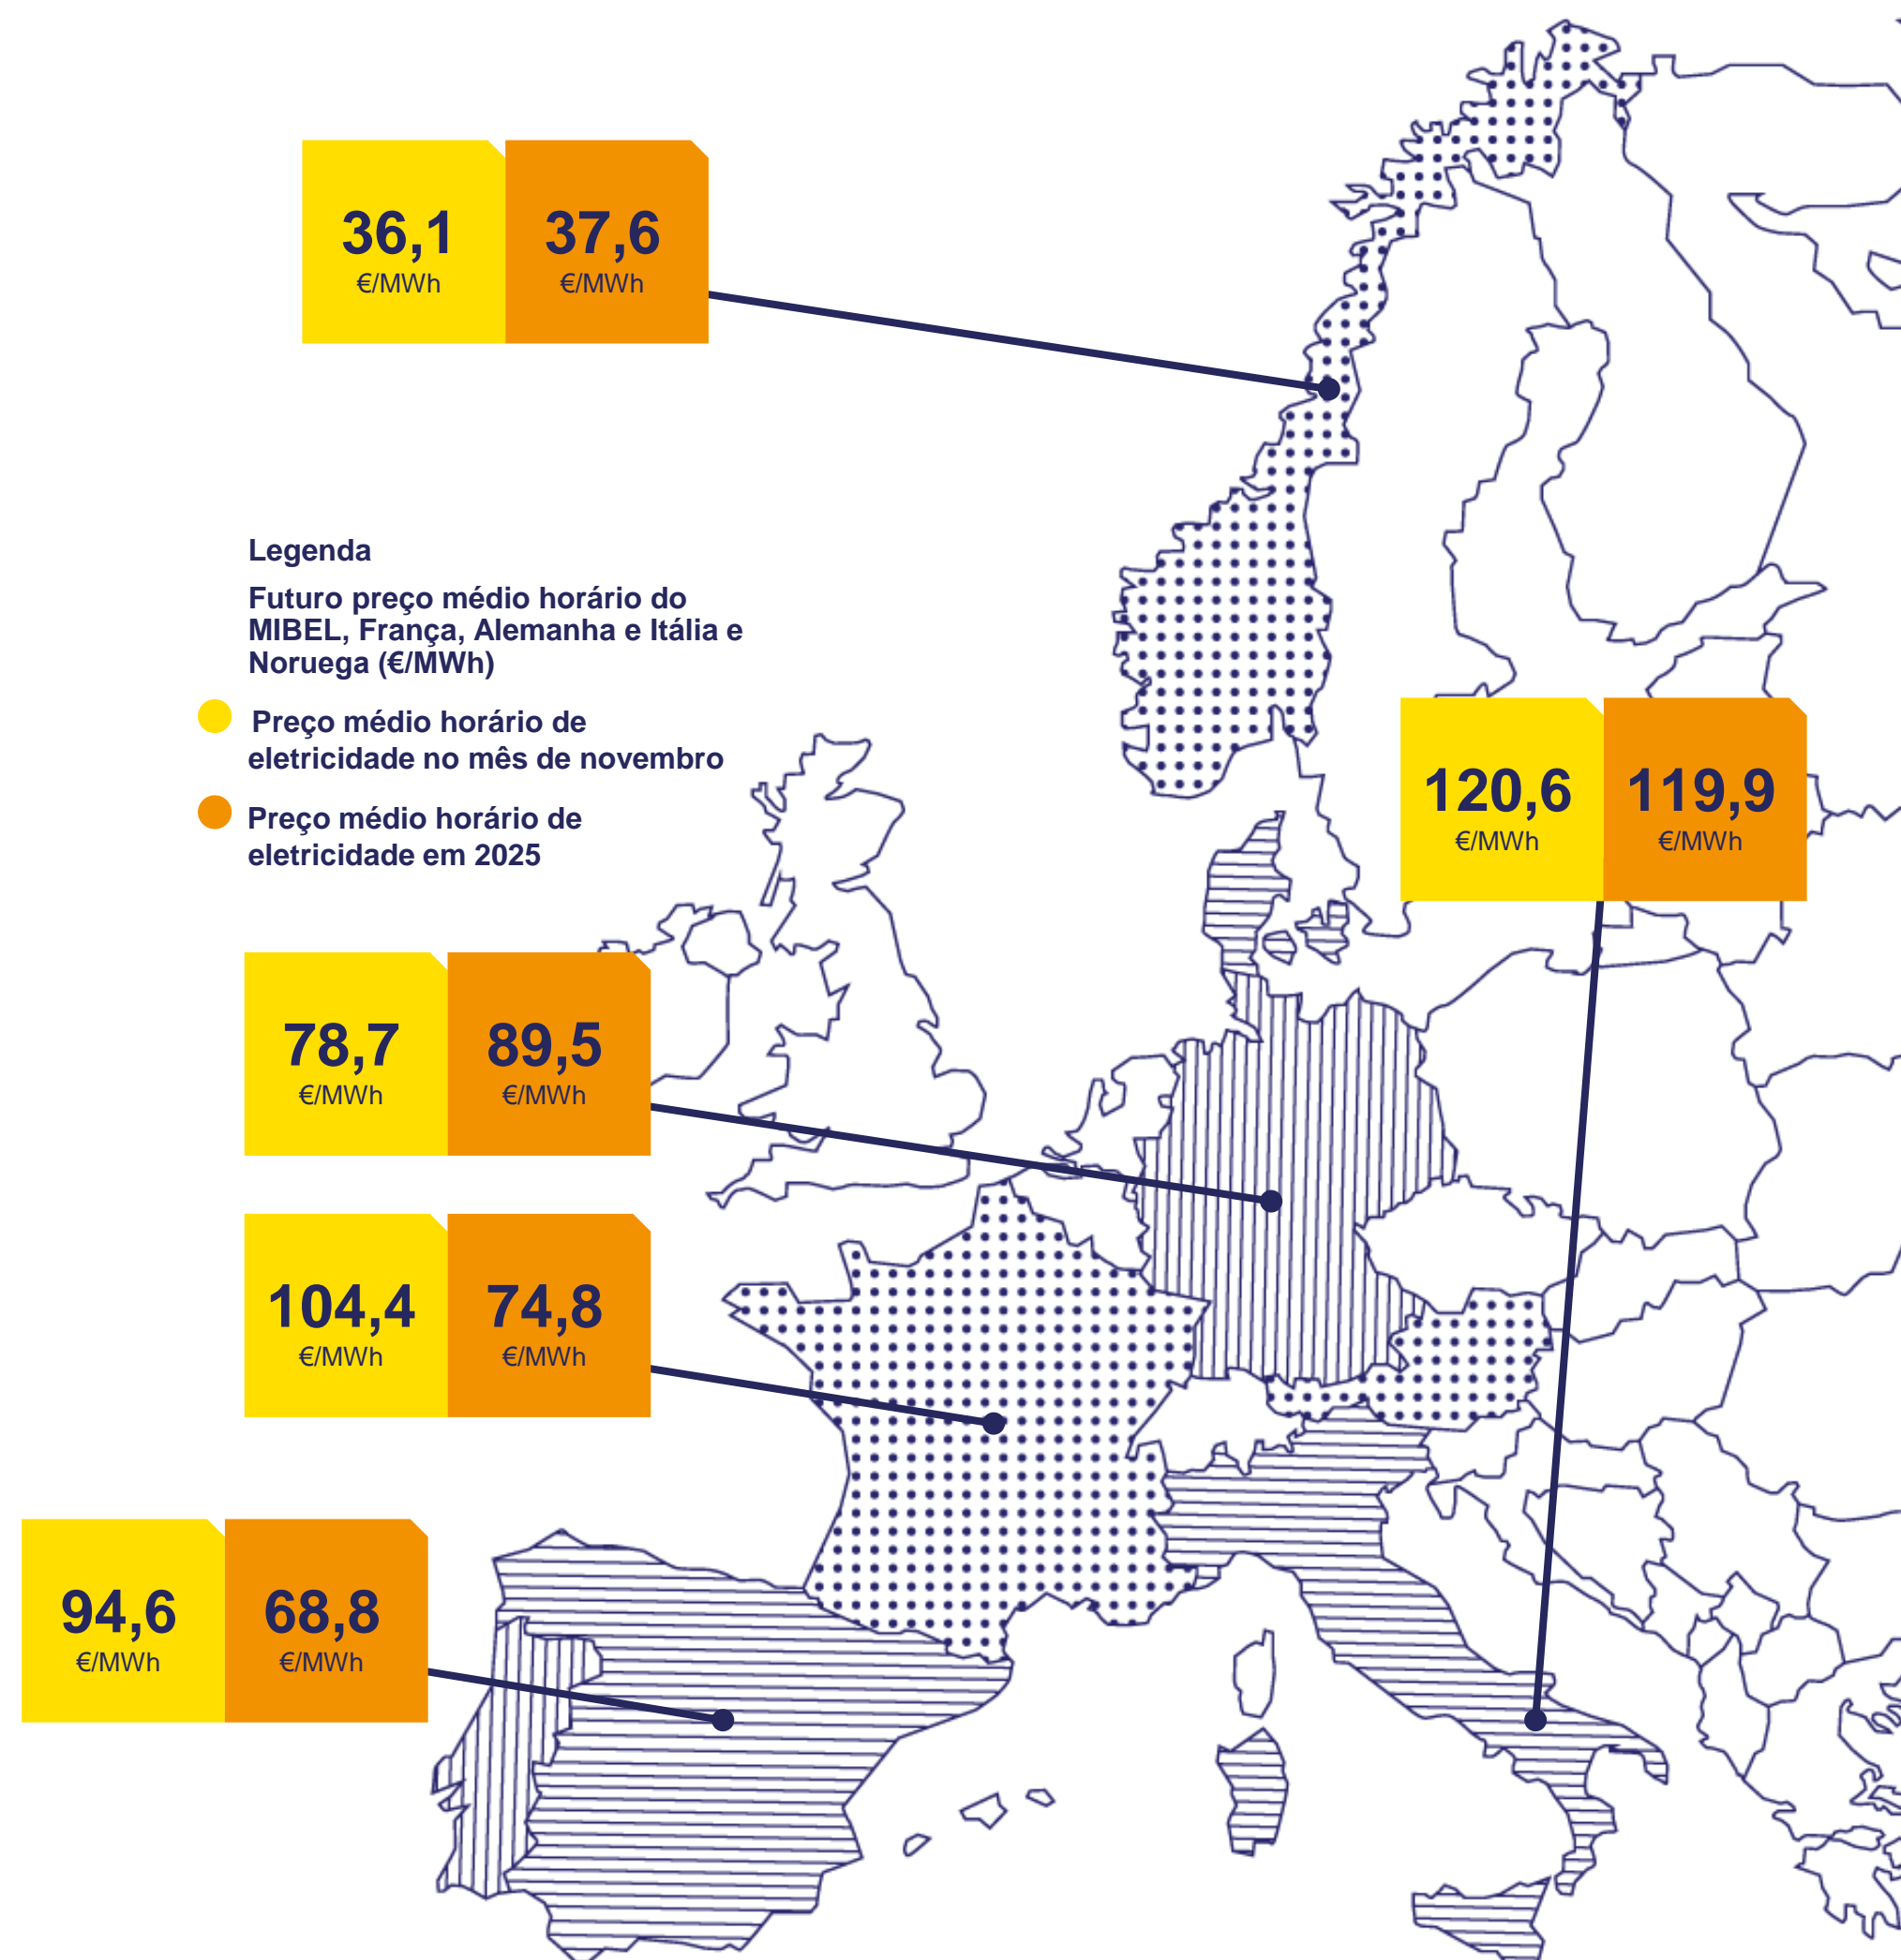 36,1
€/MWh
37,6
€/MWh
Legenda
Futuro preço médio horário do
MIBEL, França, Alemanha e Itália e
Noruega (€/MWh)
Preço médio horário de
eletricidade no mês de novembro
Preço médio horário de
eletricidade em 2025
120,6
€/MWh
119,9
€/MWh
78,7
€/MWh
89,5
€/MWh
104,4
€/MWh
74,8
€/MWh
94,6
€/MWh
68,8
€/MWh